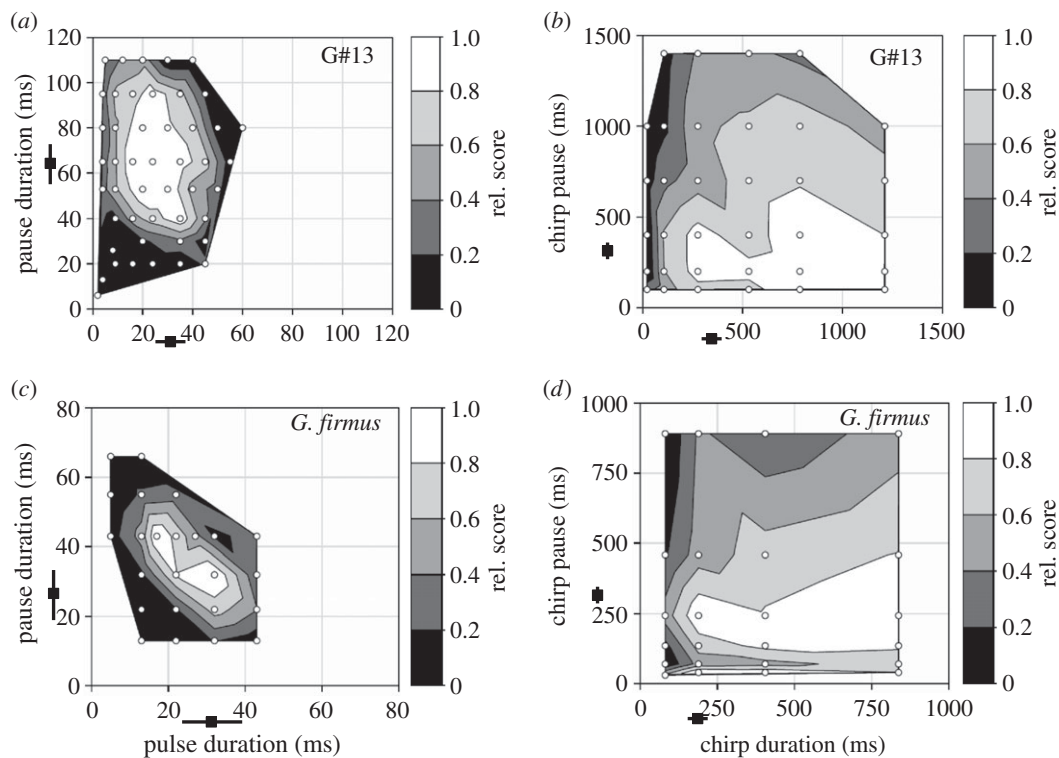 (a)
120
100
80
60
40
20
0
pause duration (ms)
0 20 40 60 80 100 120
G#13
1.0
0.8
0.6
0.4
0.2
0
rel. score
(b)
1500
1000
500
0
chirp pause (ms)
0 500 1000 1500
G#13
1.0
0.8
0.6
0.4
0.2
0
rel. score
(c)
80
60
40
20
0
pause duration (ms)
0 20 40 60 80
pulse duration (ms)
G. firmus
1.0
0.8
0.6
0.4
0.2
0
rel. score
(d)
1000
750
500
250
0
chirp pause (ms)
0 250 500 750 1000
chirp duration (ms)
G. firmus
1.0
0.8
0.6
0.4
0.2
0
rel. score